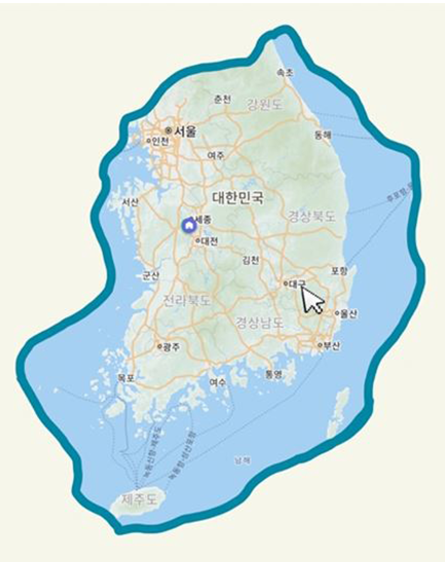 속초
춘천
강원도
서울
인천
동해
여주
대한민국
서산
경상북도
세종
대전
김천
군산
대구
포항
전라북도
경상남도
울산
광주
부산
목포
여수
통영
남해
제주도